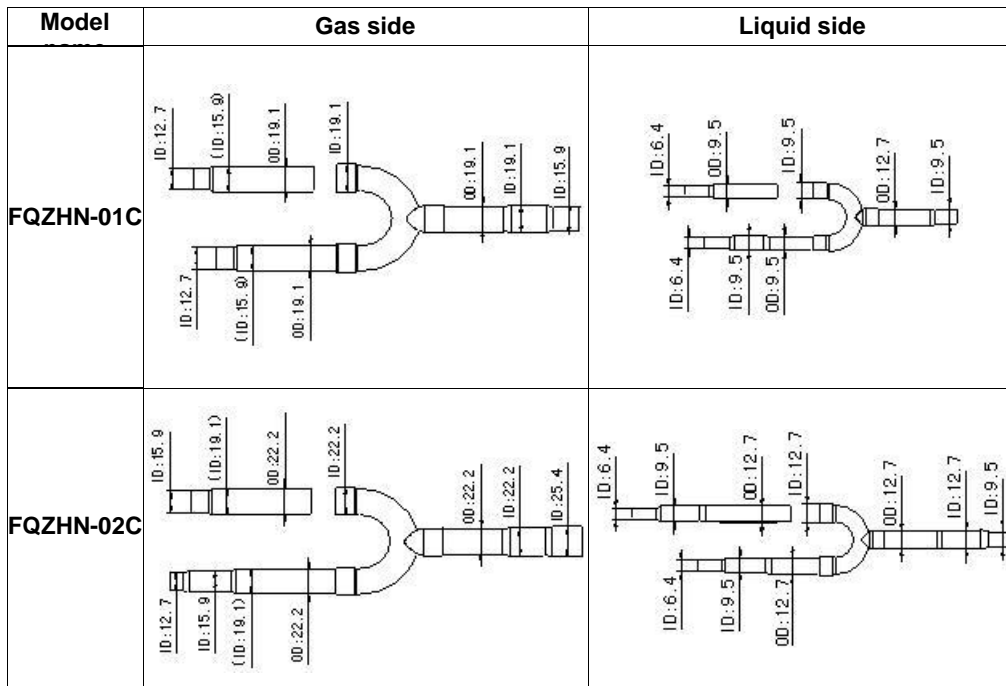 Model
Gas side
Liquid side
FQZHN-01C
ID:12.7
(ID:15.9)
OD:19.1
ID:19.1
OD:19.1
ID:19.1
ID:15.9
ID:12.7
(ID:15.9)
OD:19.1
ID:6.4
OD:9.5
ID:9.5
OD:12.7
ID:9.5
ID:6.4
ID:9.5
OD:9.5
FQZHN-02C
ID:15.9
(ID:19.1)
OD:22.2
ID:22.2
OD:22.2
ID:22.2
ID:25.4
ID:12.7
ID:15.9
(ID:19.1)
OD:22.2
ID:6.4
ID:9.5
OD:12.7
ID:12.7
OD:12.7
ID:12.7
ID:9.5
ID:6.4
ID:9.5
OD:12.7